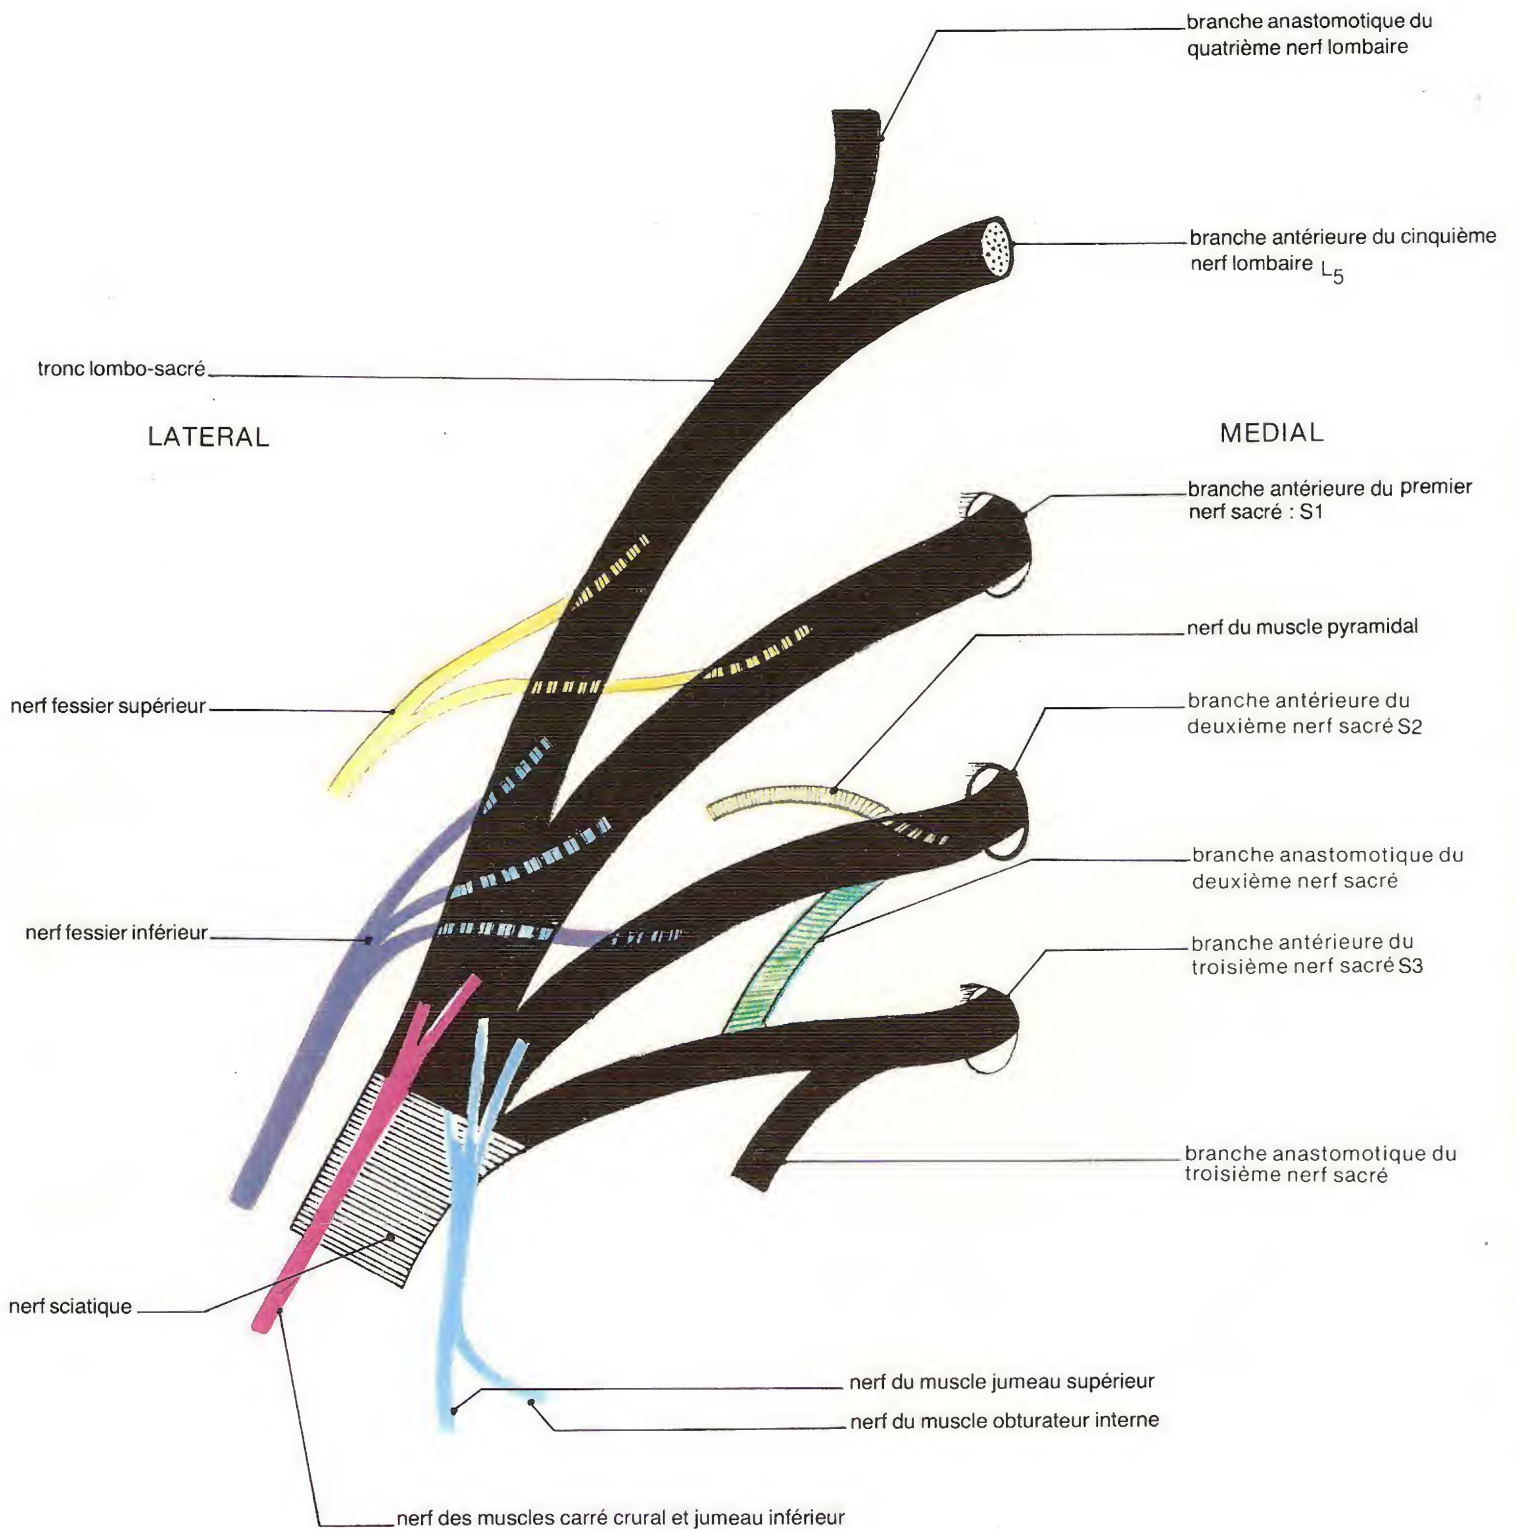 branche anastomotique du
quatrième nerf lombaire
branche antérieure du cinquième
nerf lombaire L5
tronc lombo-sacré
LATERAL
MEDIAL
branche antérieure du premier
nerf sacré : S1
nerf du muscle pyramidal
nerf fessier supérieur
branche antérieure du
deuxième nerf sacré S2
branche anastomotique du
deuxième nerf sacré
nerf fessier inférieur
branche antérieure du
troisième nerf sacré S3
branche anastomotique du
troisième nerf sacré
nerf sciatique
nerf du muscle jumeau supérieur
nerf du muscle obturateur interne
nerf des muscles carré crural et jumeau inférieur